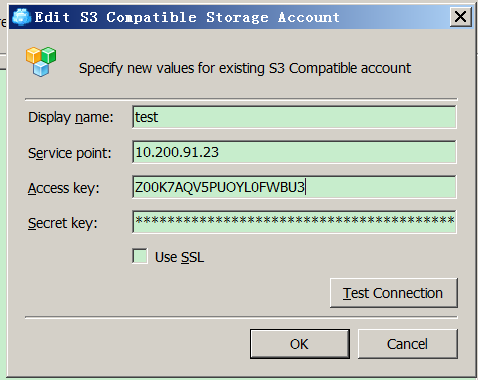 Edit S3 Compatible Storage Account
Specify new values for existing S3 Compatible account
Display name: test
Service point: 10.200.91.23
Access key: Z00K7AQV5PUOYL0FWBU3
Secret key: ****************************************
Use SSL
Test Connection
OK Cancel